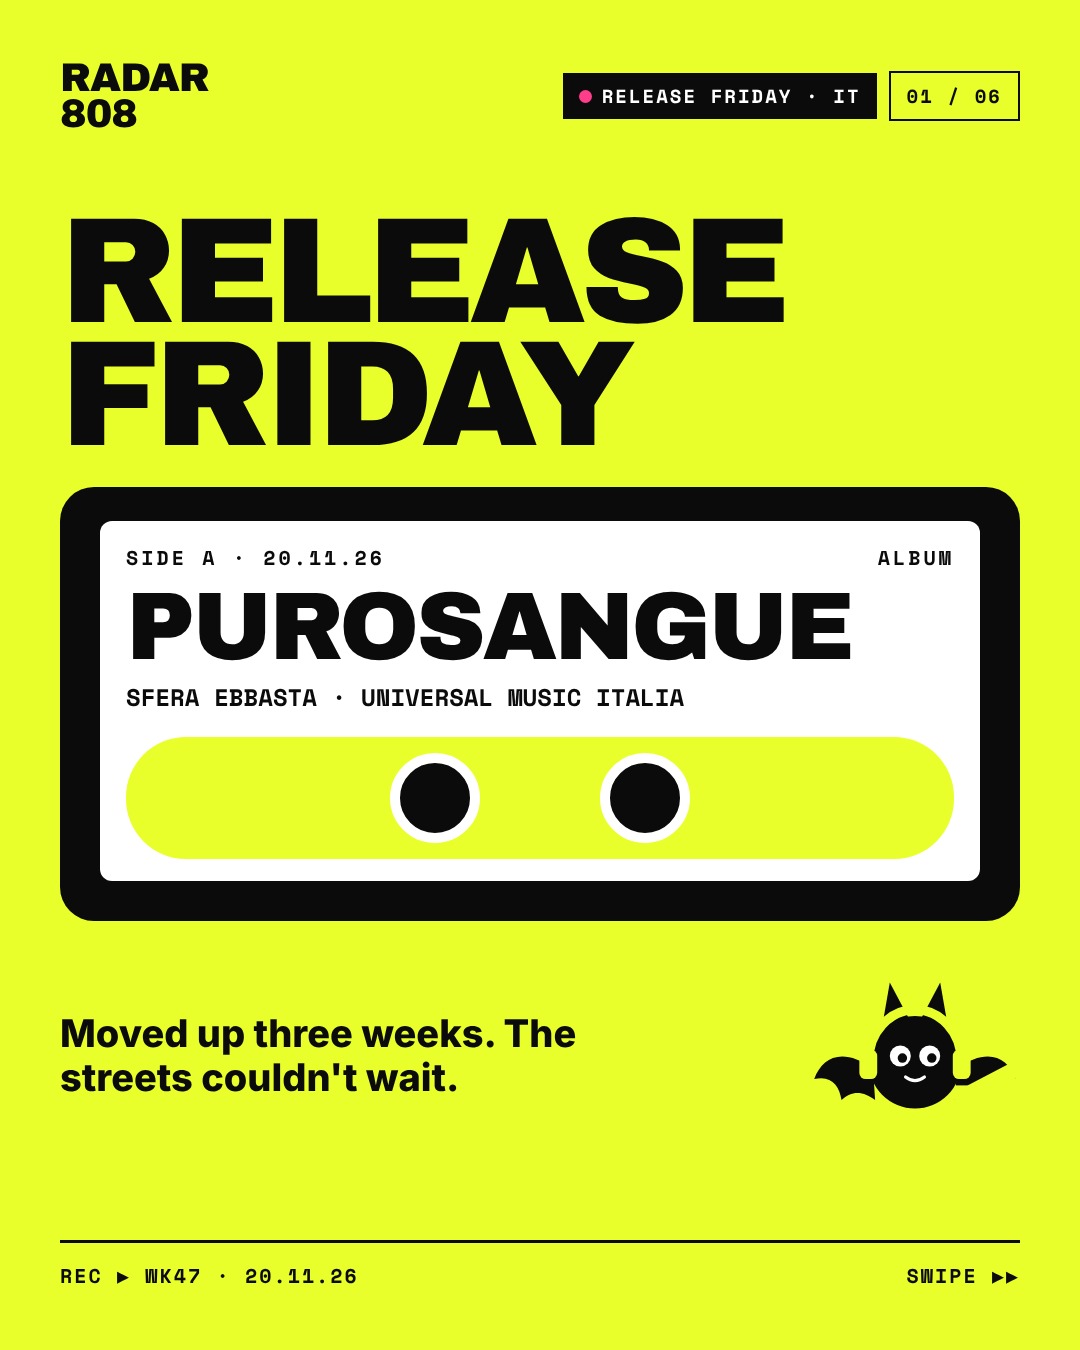 RADAR
808
RELEASE FRIDAY · IT
01 / 06
RELEASE
FRIDAY
SIDE A · 20.11.26
ALBUM
PUROSANGUE
SFERA EBBASTA · UNIVERSAL MUSIC ITALIA
Moved up three weeks. The
streets couldn't wait.
REC ▶ WK47 · 20.11.26
SWIPE ▶▶